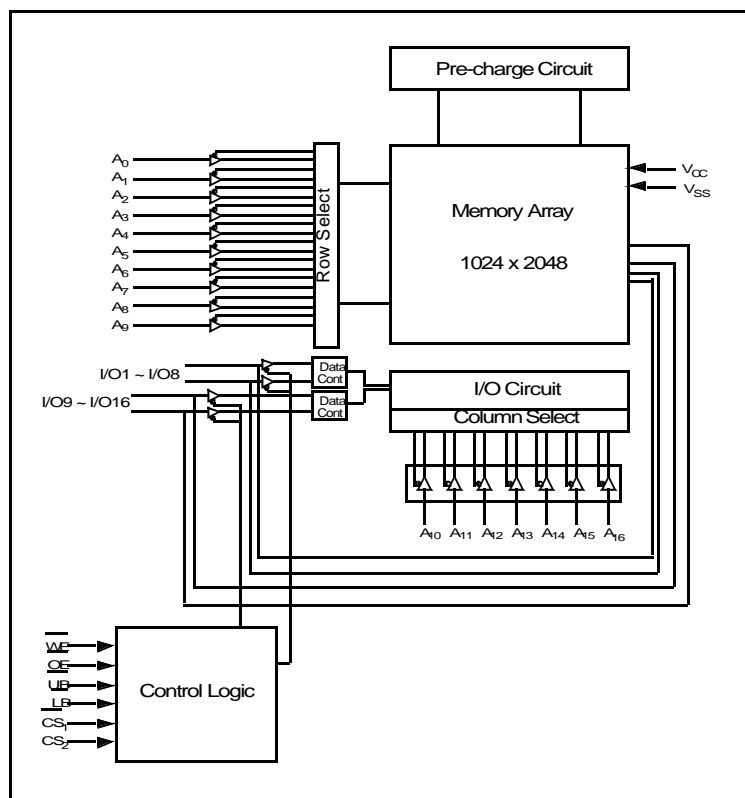 Pre-charge Circuit
A0
A1
A2
A3
A4
A5
A6
A7
A8
A9
Row Select
VCC
VSS
Memory Array
1024 x 2048
I/O1 ~ I/O8
I/O9 ~ I/O16
Data
Cont
Data
Cont
I/O Circuit
Column Select
A10
A11
A12
A13
A14
A15
A16
WE
OE
UB
LB
CS1
CS2
Control Logic